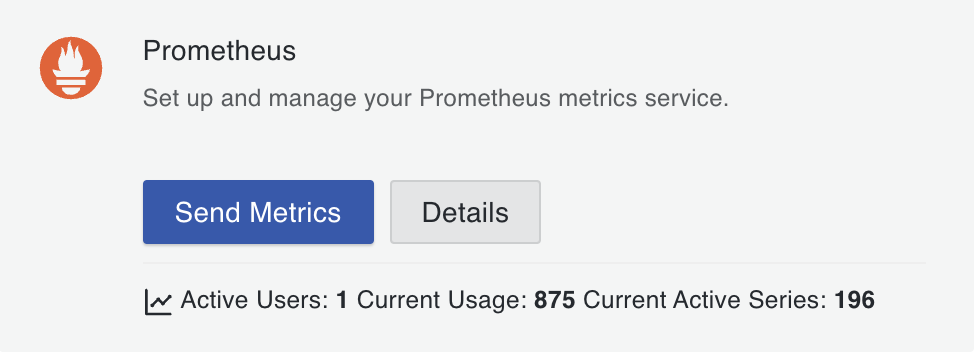 Prometheus
Set up and manage your Prometheus metrics service.
Send Metrics Details
Active Users: 1 Current Usage: 875 Current Active Series: 196